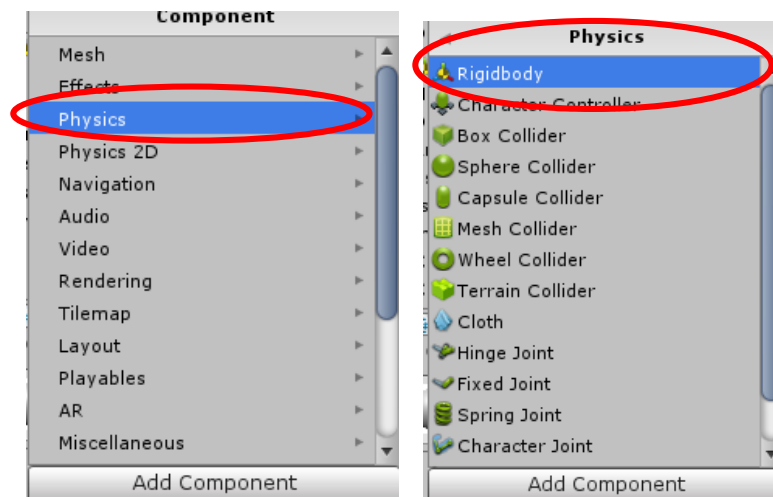 Component
Mesh
Effects
Physics
Physics 2D
Navigation
Audio
Video
Rendering
Tilemap
Layout
Playables
AR
Miscellaneous
Add Component
Physics
Rigidbody
Character Controller
Box Collider
Sphere Collider
Capsule Collider
Mesh Collider
Wheel Collider
Terrain Collider
Cloth
Hinge Joint
Fixed Joint
Spring Joint
Character Joint
Add Component